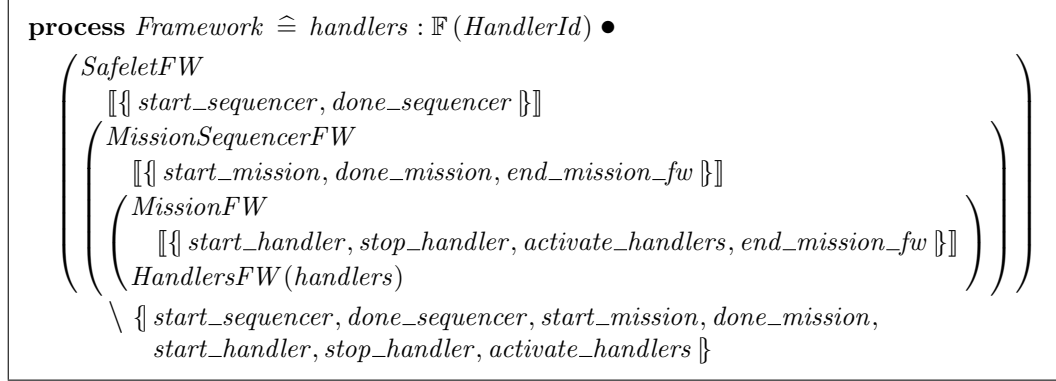 process Framework ≙ handlers : 𝔽 (HandlerId) •
SafeletFW
⟦{| start_sequencer, done_sequencer |}⟧
MissionSequencerFW
⟦{| start_mission, done_mission, end_mission_fw |}⟧
MissionFW
⟦{| start_handler, stop_handler, activate_handlers, end_mission_fw |}⟧
HandlersFW(handlers)
\ {| start_sequencer, done_sequencer, start_mission, done_mission,
start_handler, stop_handler, activate_handlers |}